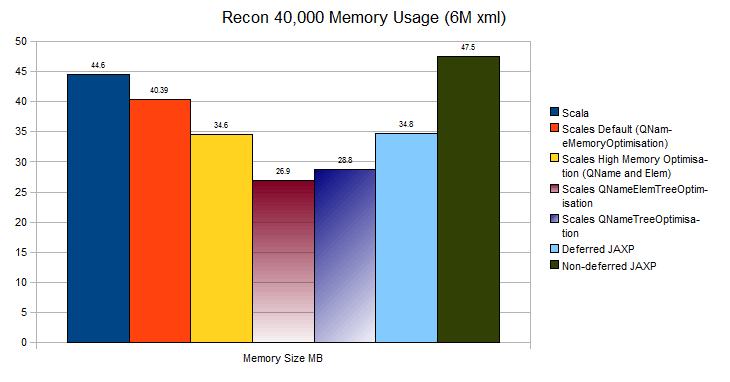 Recon 40,000 Memory Usage (6M xml)
50
45
40
35
30
25
20
15
10
5
0
44.6
40.39
34.6
26.9
28.8
34.8
47.5
Memory Size MB
Scala
Scales Default (QNam-
eMemoryOptimisation)
Scales High Memory Optimisa-
tion (QName and Elem)
Scales QNameElemTreeOptim-
isation
Scales QNameTreeOptimisa-
tion
Deferred JAXP
Non-deferred JAXP